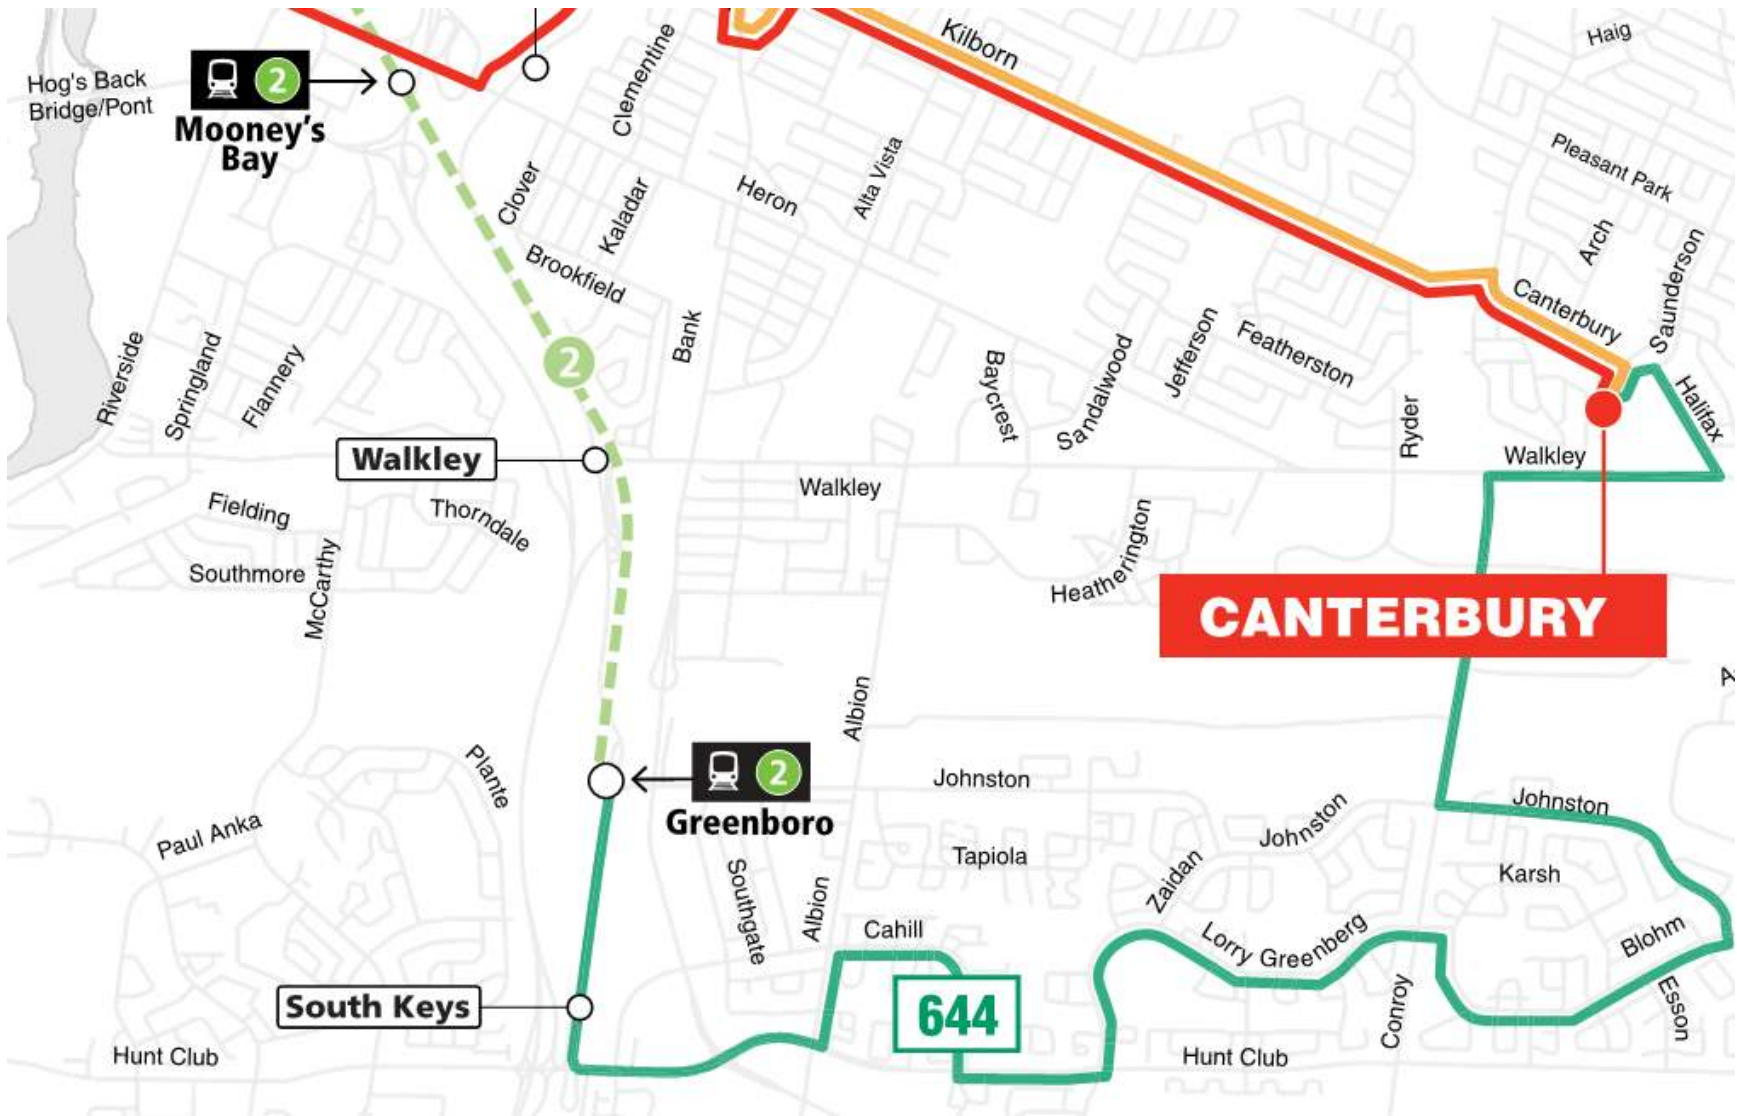 Kilborn
Haig
Hog's Back
Bridge/Pont
2
Mooney's
Bay
Clementine
Clover
Kaladar
Brookfield
Heron
Alta Vista
Pleasant Park
Arch
Saunderson
Canterbury
Riverside
Springland
Flannery
2
Bank
Baycrest
Sandalwood
Jefferson
Featherston
Ryder
Halifax
Walkley
Walkley
Walkley
Fielding
Thorndale
Southmore
McCarthy
Heatherington
CANTERBURY
Albion
Plante
2
Greenboro
Johnston
Johnston
Johnston
Paul Anka
Tapiola
Zaidan
Karsh
Southgate
Albion
Cahill
Lorry Greenberg
Blohm
South Keys
644
Conroy
Esson
Hunt Club
Hunt Club